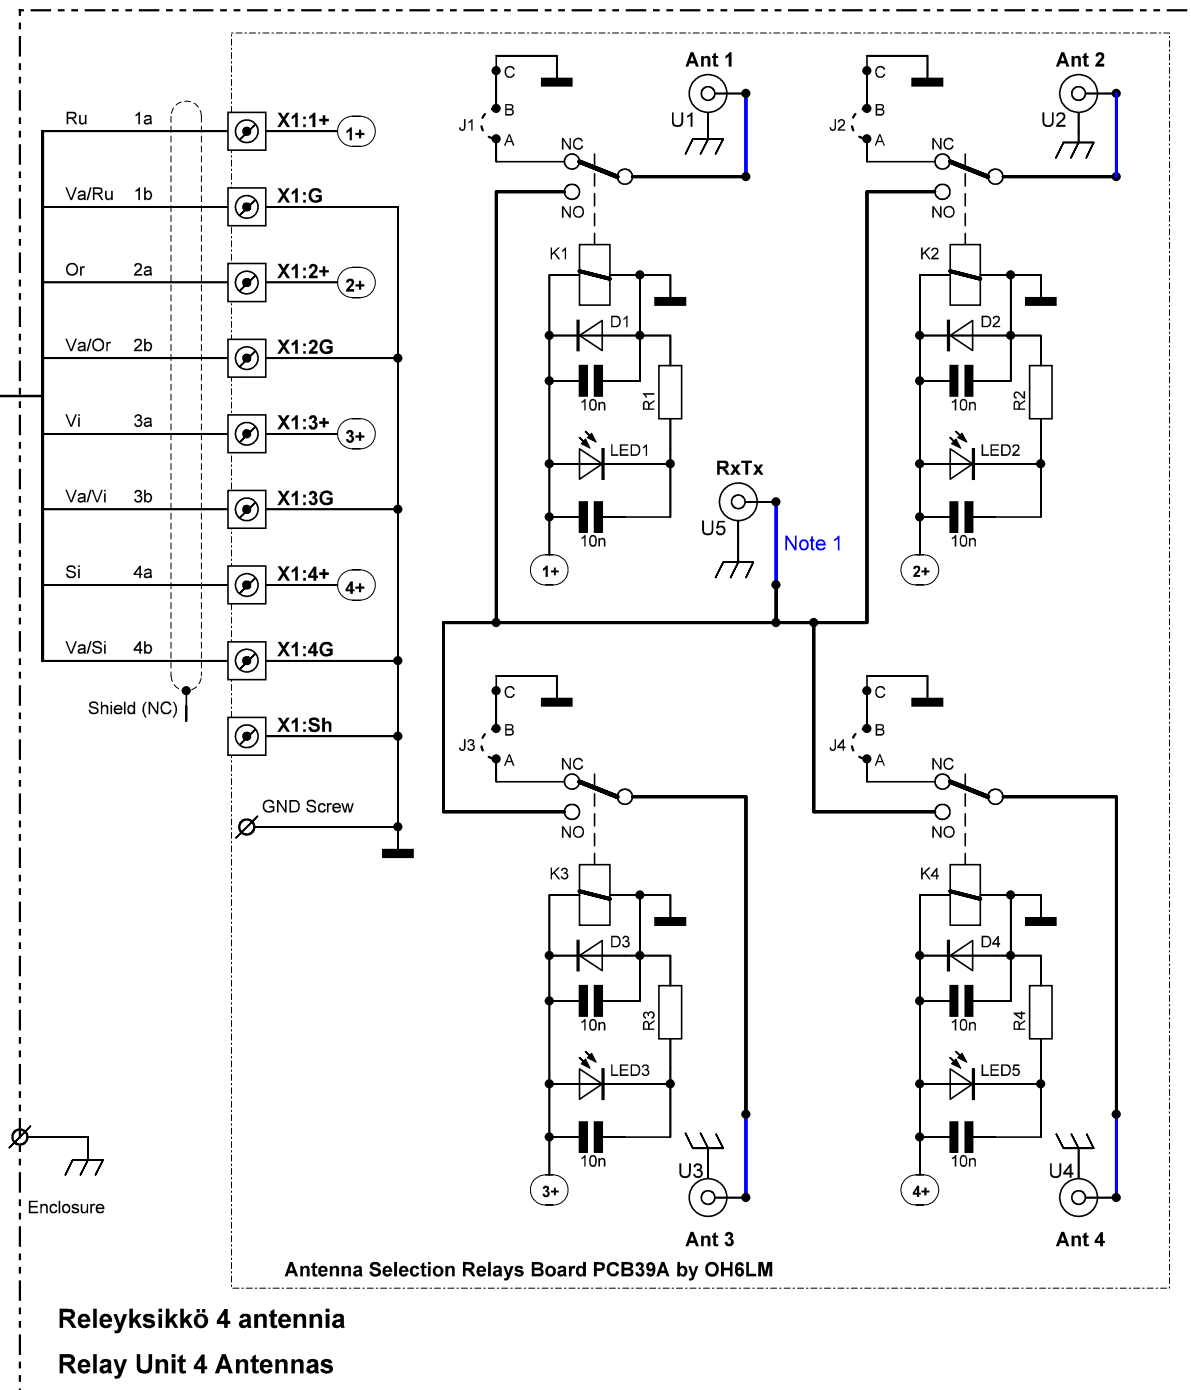 Ru 1a X1:1+ 1+
Va/Ru 1b X1:G
Or 2a X1:2+ 2+
Va/Or 2b X1:2G
Vi 3a X1:3+ 3+
Va/Vi 3b X1:3G
Si 4a X1:4+ 4+
Va/Si 4b X1:4G
Shield (NC)
X1:Sh
GND Screw
Enclosure
C
B
J1
A
NC
NO
Ant 1
U1
K1
D1
10n
R1
LED1
10n
1+
C
B
J2
A
NC
NO
Ant 2
U2
K2
D2
10n
R2
LED2
10n
2+
RxTx
U5
Note 1
C
B
J3
A
NC
NO
K3
D3
10n
R3
LED3
10n
3+
U3
Ant 3
C
B
J4
A
NC
NO
K4
D4
10n
R4
LED5
10n
4+
U4
Ant 4
Antenna Selection Relays Board PCB39A by OH6LM
Releyksikkö 4 antennia
Relay Unit 4 Antennas